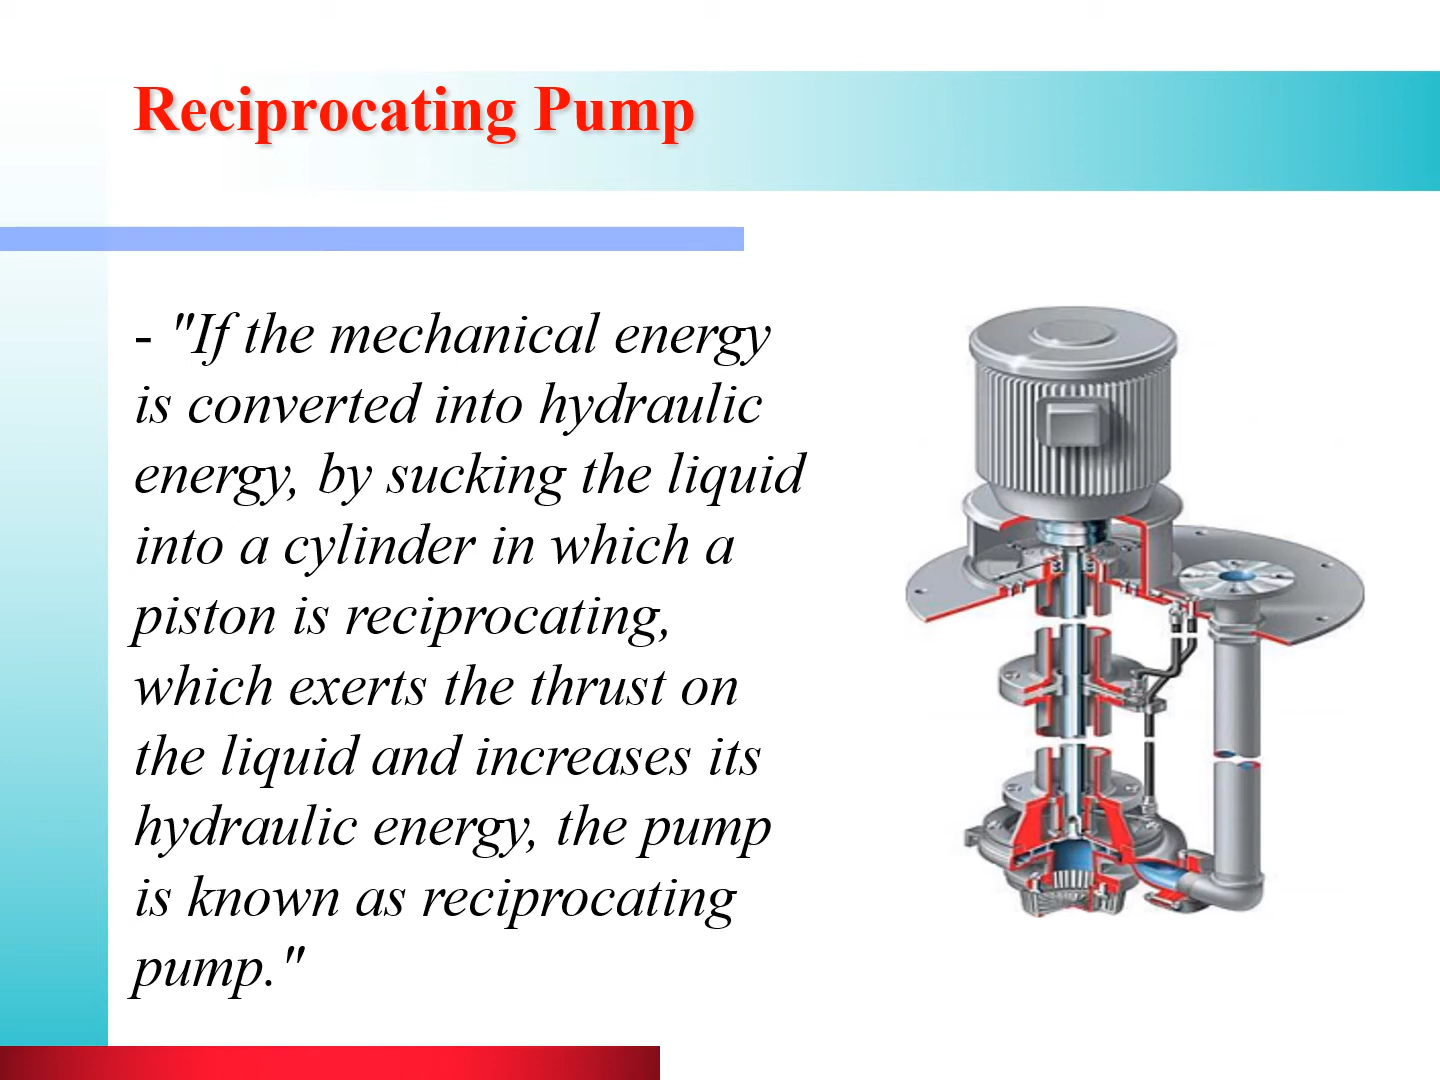 Reciprocating Pump
- "If the mechanical energy
is converted into hydraulic
energy, by sucking the liquid
into a cylinder in which a
piston is reciprocating,
which exerts the thrust on
the liquid and increases its
hydraulic energy, the pump
is known as reciprocating
pump."